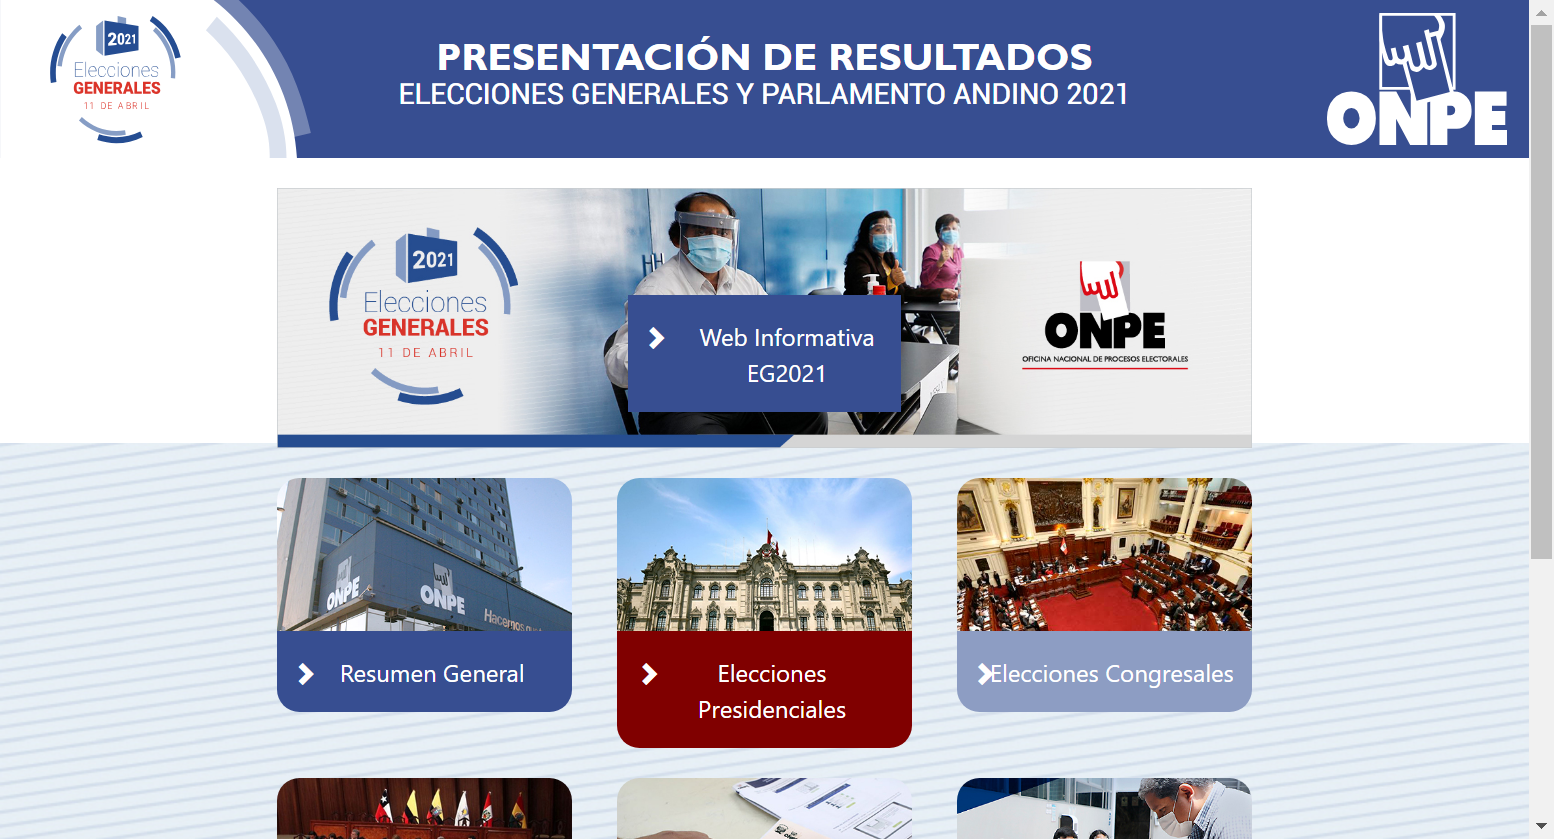 2021
Elecciones
GENERALES
11 DE ABRIL
PRESENTACIÓN DE RESULTADOS
ELECCIONES GENERALES Y PARLAMENTO ANDINO 2021
ONPE
2021
Elecciones
GENERALES
11 DE ABRIL
Web Informativa
EG2021
ONPE
OFICINA NACIONAL DE PROCESOS ELECTORALES
ONPE
ONPE
Hacemos
Resumen General
Elecciones
Presidenciales
Elecciones Congresales